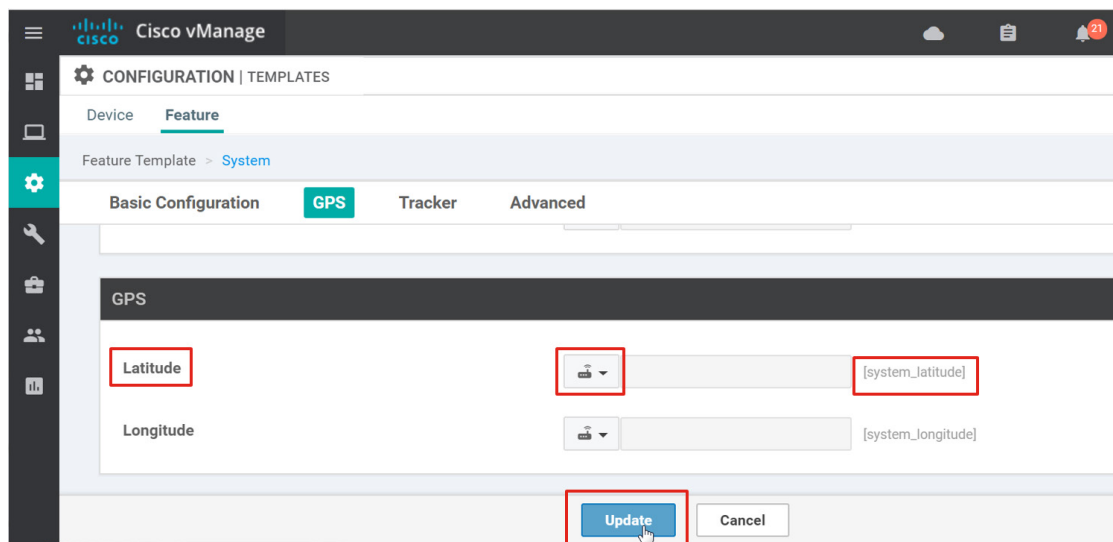 cisco Cisco vManage 21
CONFIGURATION | TEMPLATES
Device Feature
Feature Template > System
Basic Configuration GPS Tracker Advanced
GPS
Latitude [system_latitude]
Longitude [system_longitude]
Update Cancel